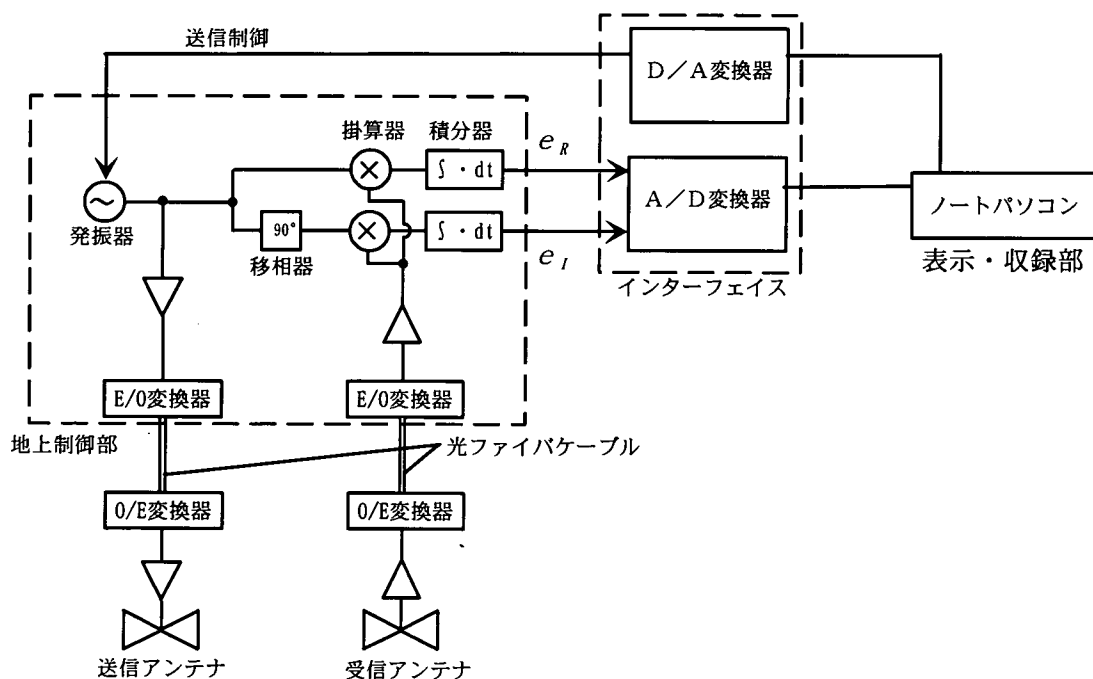 送信制御
D/A変換器
掛算器
積分器
∫・dt
e_R
A/D変換器
ノートパソコン
表示・収録部
~
発振器
90°
移相器
×
×
∫・dt
e_I
インターフェイス
E/O変換器
E/O変換器
地上制御部
光ファイバケーブル
O/E変換器
O/E変換器
送信アンテナ
受信アンテナ